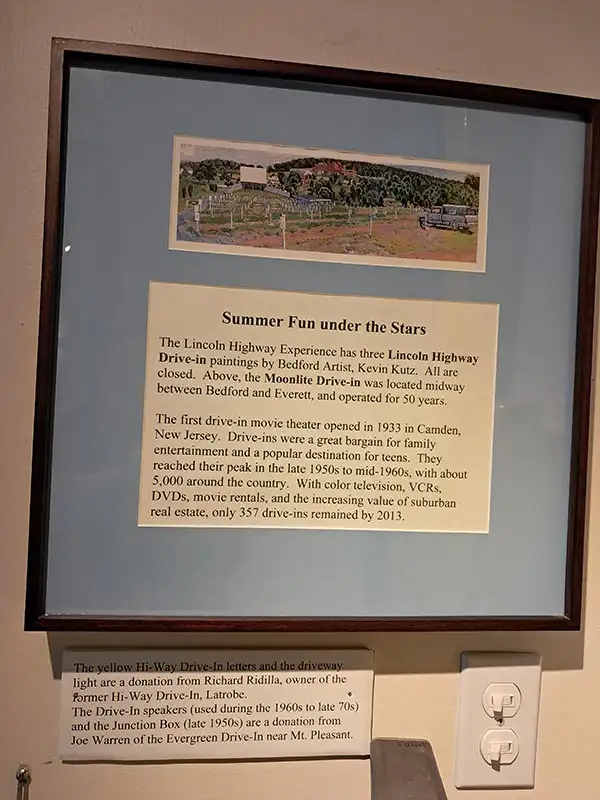 Summer Fun under the Stars
The Lincoln Highway Experience has three Lincoln Highway
Drive-in paintings by Bedford Artist, Kevin Kutz. All are
closed. Above, the Moonlite Drive-in was located midway
between Bedford and Everett, and operated for 50 years.
The first drive-in movie theater opened in 1933 in Camden,
New Jersey. Drive-ins were a great bargain for family
entertainment and a popular destination for teens. They
reached their peak in the late 1950s to mid-1960s, with about
5,000 around the country. With color television, VCRs,
DVDs, movie rentals, and the increasing value of suburban
real estate, only 357 drive-ins remained by 2013.
The yellow Hi-Way Drive-In letters and the driveway
light are a donation from Richard Ridilla, owner of the
former Hi-Way Drive-In, Latrobe.
The Drive-In speakers (used during the 1960s to late 70s)
and the Junction Box (late 1950s) are a donation from
Joe Warren of the Evergreen Drive-In near Mt. Pleasant.